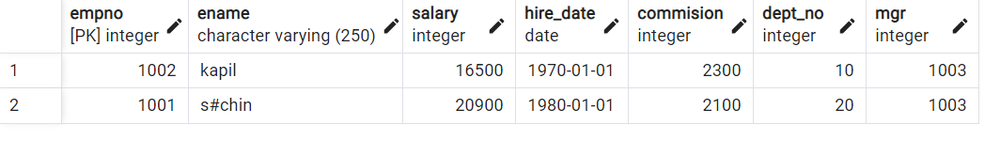 empno ename salary hire_date commision dept_no mgr
[PK] integer character varying (250) integer date integer integer integer
1 1002 kapil 16500 1970-01-01 2300 10 1003
2 1001 s#chin 20900 1980-01-01 2100 20 1003